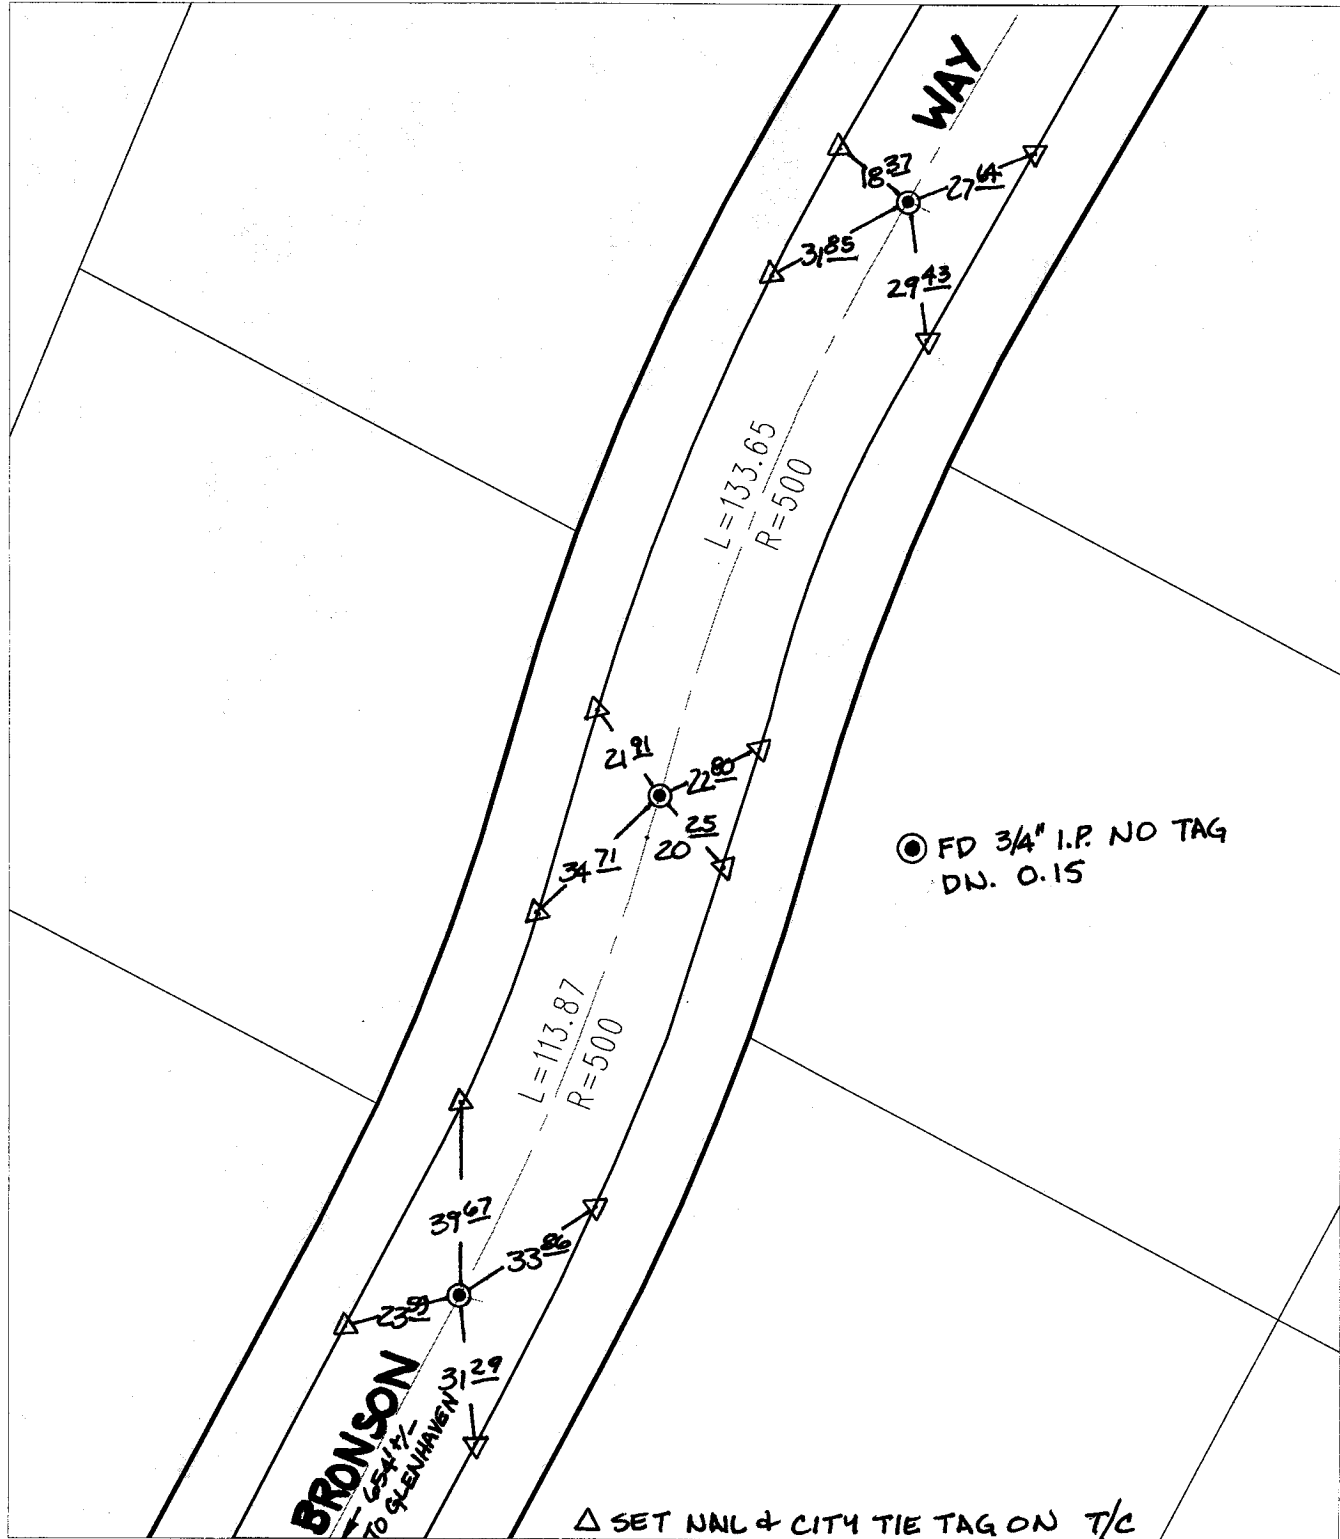 WAY
18 37
27 64
31 85
29 43
L=133.65
R=500
21 91
22 80
20 25
34 71
FD 3/4" I.P. NO TAG
DN. 0.15
L=113.87
R=500
39 67
33 86
23 59
31 29
BRONSON
654' +/-
TO GLENHAVEN
SET NAIL & CITY TIE TAG ON T/C